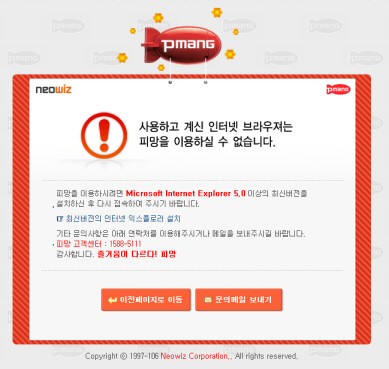 PMANG
neowiz
PMANG
사용하고 계신 인터넷 브라우져는
피망을 이용하실 수 없습니다.
피망을 이용하시려면 Microsoft Internet Explorer 5.0 이상의 최신버전을
설치하신 후 다시 접속하여 주시기 바랍니다.
최신버전의 인터넷 익스플로러 설치
기타 문의사항은 아래 연락처를 이용해주시거나 메일을 보내주시길 바랍니다.
피망 고객센터 : 1588-5111
감사합니다. 즐거움이 다르다! 피망
이전페이지로 이동
문의메일 보내기
Copyright © 1997-106 Neowiz Corporation,. All rights reserved.